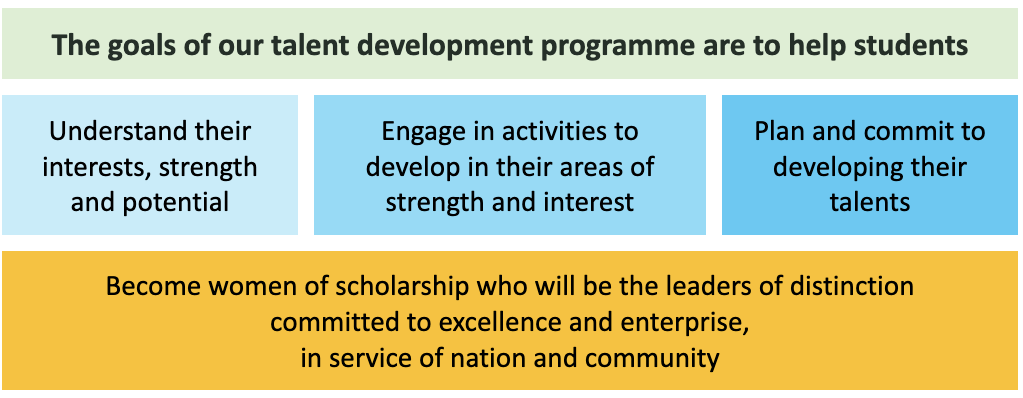 The goals of our talent development programme are to help students
Understand their
interests, strength
and potential
Engage in activities to
develop in their areas of
strength and interest
Plan and commit to
developing their
talents
Become women of scholarship who will be the leaders of distinction
committed to excellence and enterprise,
in service of nation and community